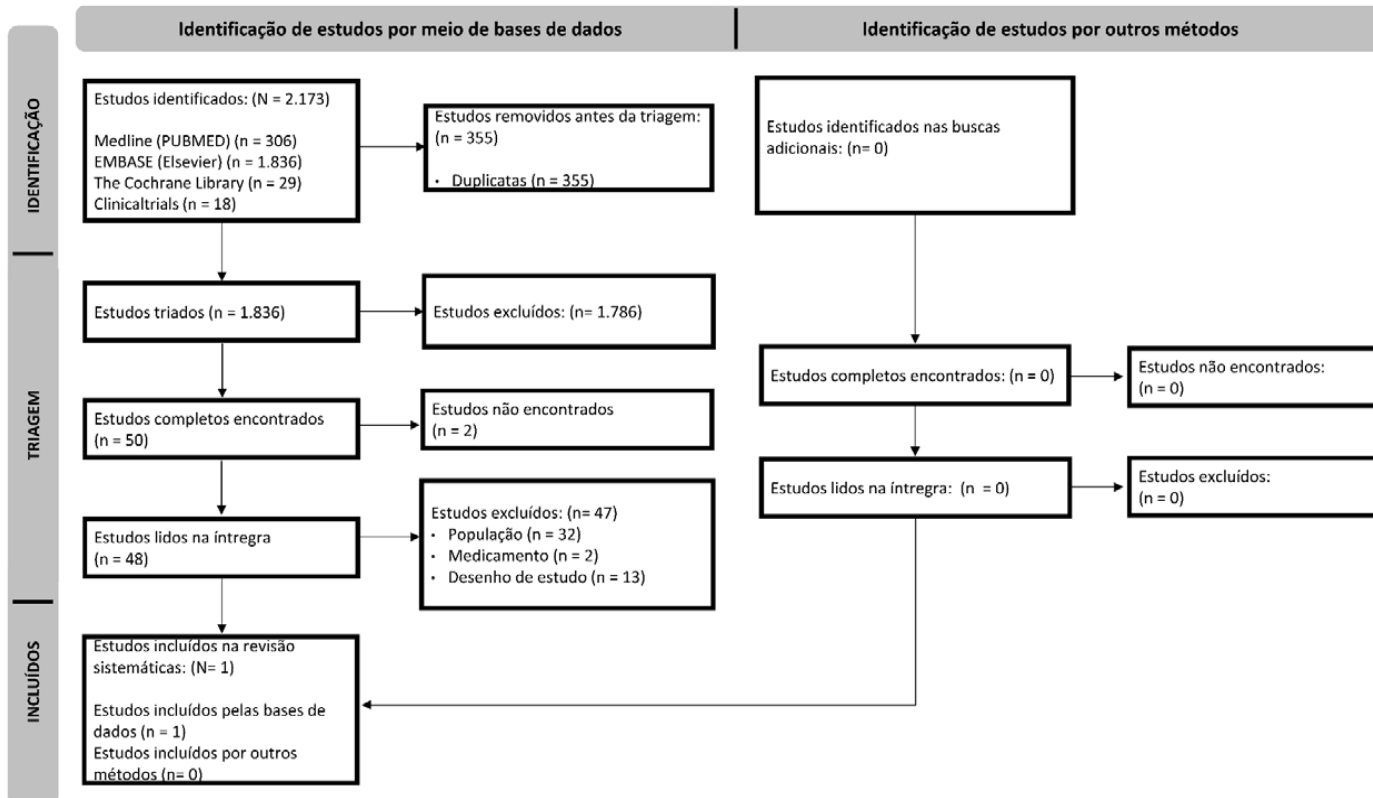 Identificação de estudos por meio de bases de dados
Identificação de estudos por outros métodos
IDENTIFICAÇÃO
Estudos identificados: (N = 2.173)
Medline (PUBMED) (n = 306)
EMBASE (Elsevier) (n = 1.836)
The Cochrane Library (n = 29)
Clinicaltrials (n = 18)
Estudos removidos antes da triagem:
(n = 355)
• Duplicatas (n = 355)
Estudos identificados nas buscas
adicionais: (n= 0)
TRIAGEM
Estudos triados (n = 1.836)
Estudos excluídos: (n= 1.786)
Estudos completos encontrados
(n = 50)
Estudos não encontrados
(n = 2)
Estudos completos encontrados: (n = 0)
Estudos não encontrados:
(n = 0)
Estudos lidos na íntregra
(n = 48)
Estudos excluídos: (n= 47)
• População (n = 32)
• Medicamento (n = 2)
• Desenho de estudo (n = 13)
Estudos lidos na íntregra: (n = 0)
Estudos excluídos:
(n = 0)
INCLUÍDOS
Estudos incluídos na revisão
sistemáticas: (N= 1)
Estudos incluídos pelas bases de
dados (n = 1)
Estudos incluídos por outros
métodos (n= 0)